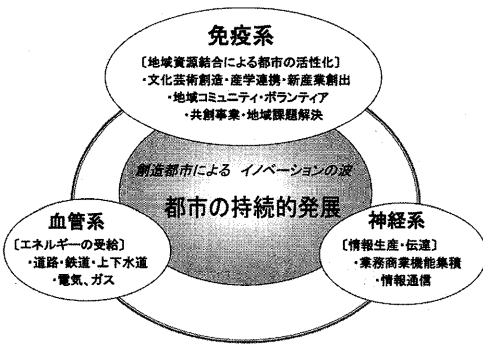 免疫系
〔地域資源結合による都市の活性化〕
・文化芸術創造・産学連携・新産業創出
・地域コミュニティ・ボランティア
・共創事業・地域課題解決
創造都市による イノベーションの波
都市の持続的発展
血管系
〔エネルギーの受給〕
・道路・鉄道・上下水道
・電気、ガス
神経系
〔情報生産・伝達〕
・業務商業機能集積
・情報通信